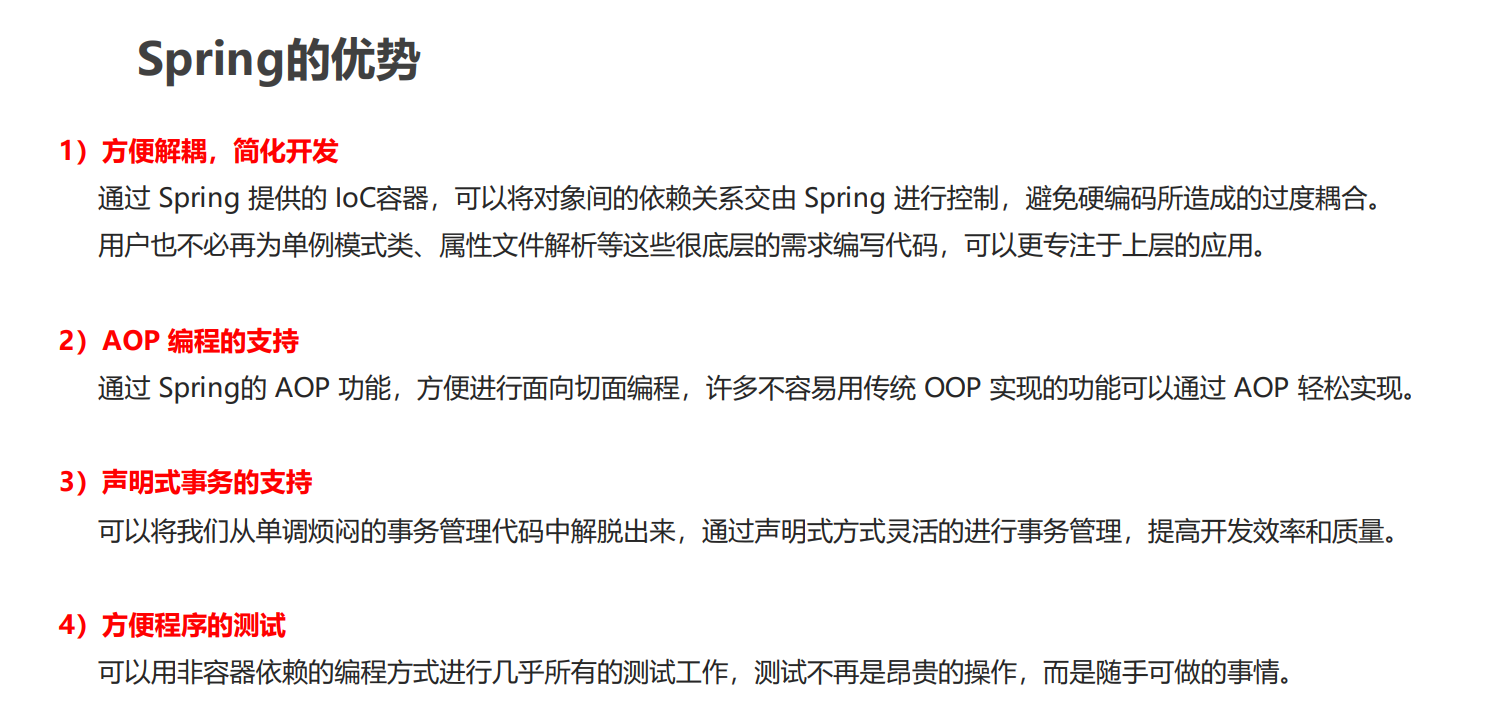 Spring的优势
1）方便解耦，简化开发
通过 Spring 提供的 IoC容器，可以将对象间的依赖关系交由 Spring 进行控制，避免硬编码所造成的过度耦合。
用户也不必再为单例模式类、属性文件解析等这些很底层的需求编写代码，可以更专注于上层的应用。
2）AOP 编程的支持
通过 Spring的 AOP 功能，方便进行面向切面编程，许多不容易用传统 OOP 实现的功能可以通过 AOP 轻松实现。
3）声明式事务的支持
可以将我们从单调烦闷的事务管理代码中解脱出来，通过声明式方式灵活的进行事务管理，提高开发效率和质量。
4）方便程序的测试
可以用非容器依赖的编程方式进行几乎所有的测试工作，测试不再是昂贵的操作，而是随手可做的事情。